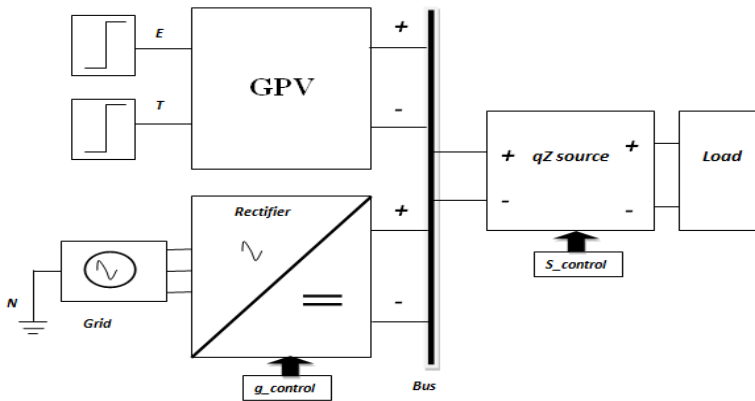 E
+
GPV
T
-
+
qZ source
+
Load
-
-
S_control
Rectifier
+
N
Grid
-
g_control
Bus